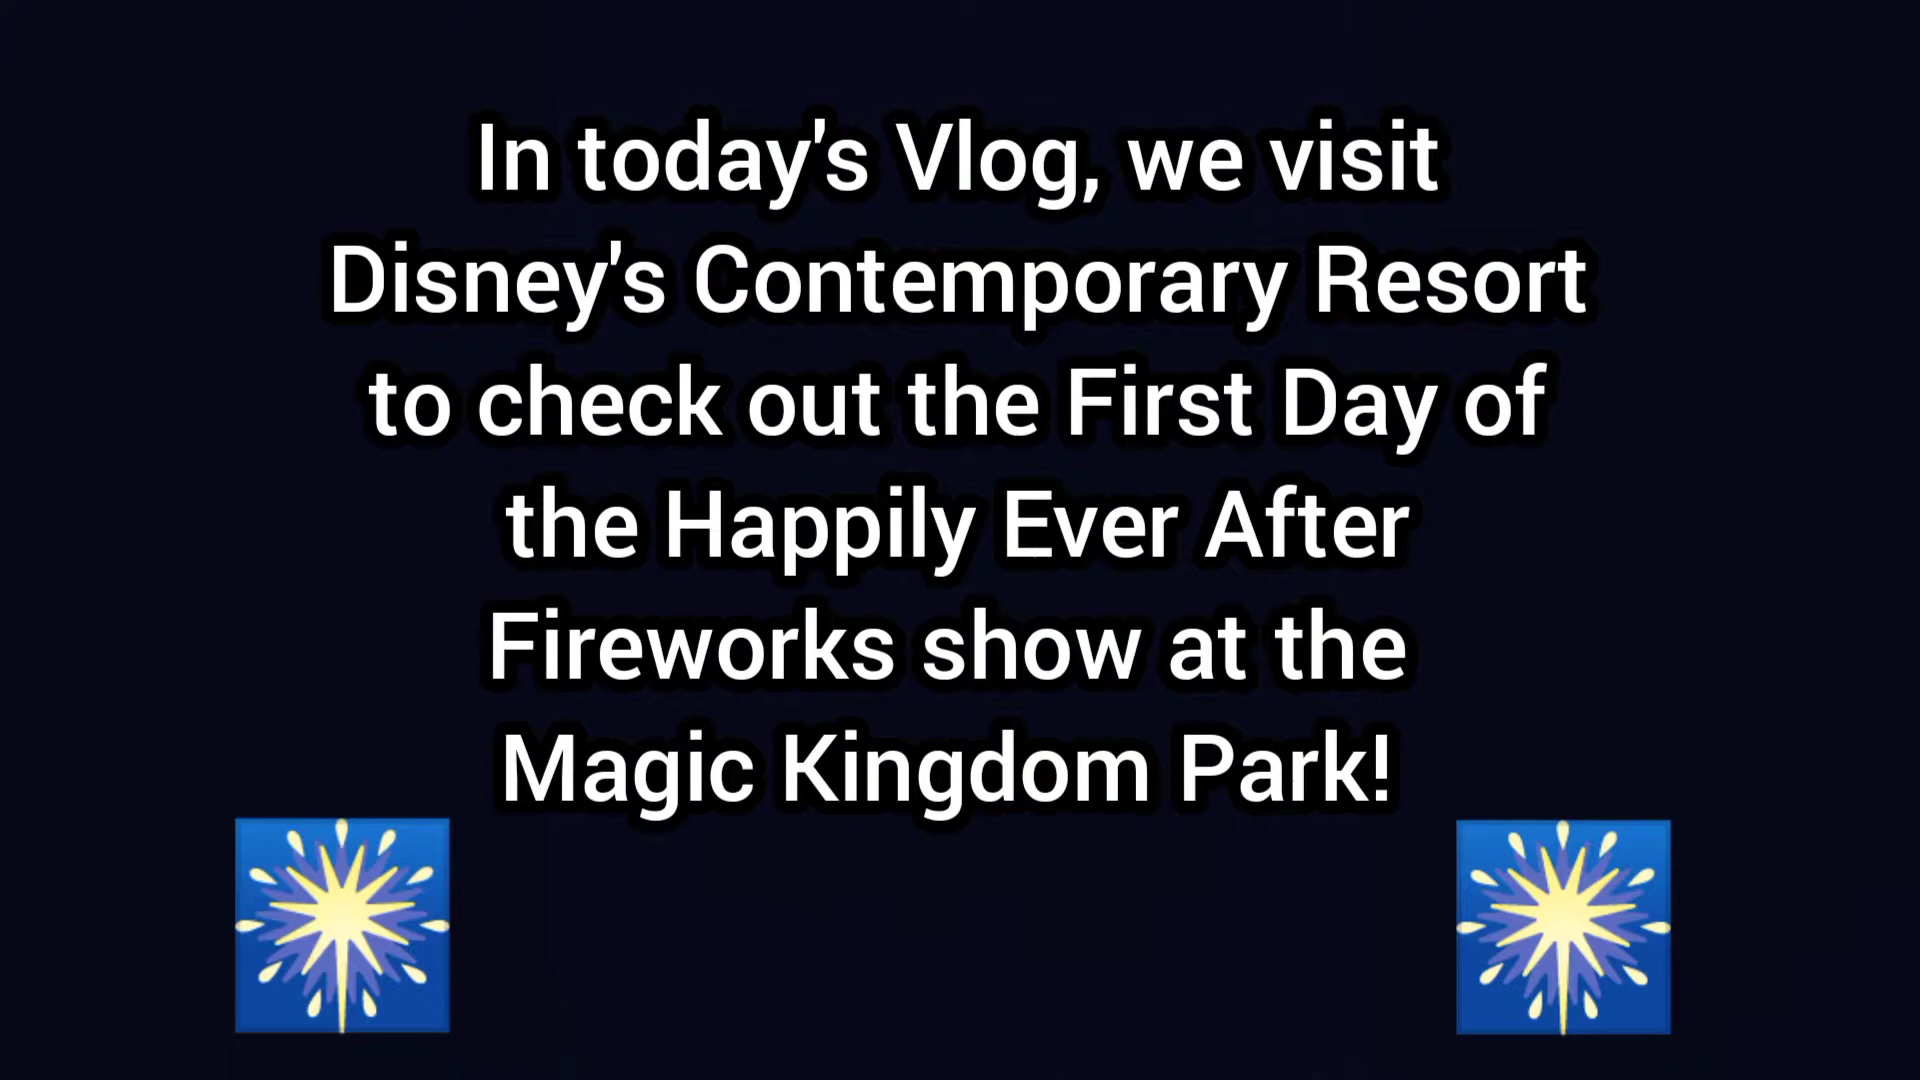 In today's Vlog, we visit
Disney's Contemporary Resort
to check out the First Day of
the Happily Ever After
Fireworks show at the
Magic Kingdom Park!